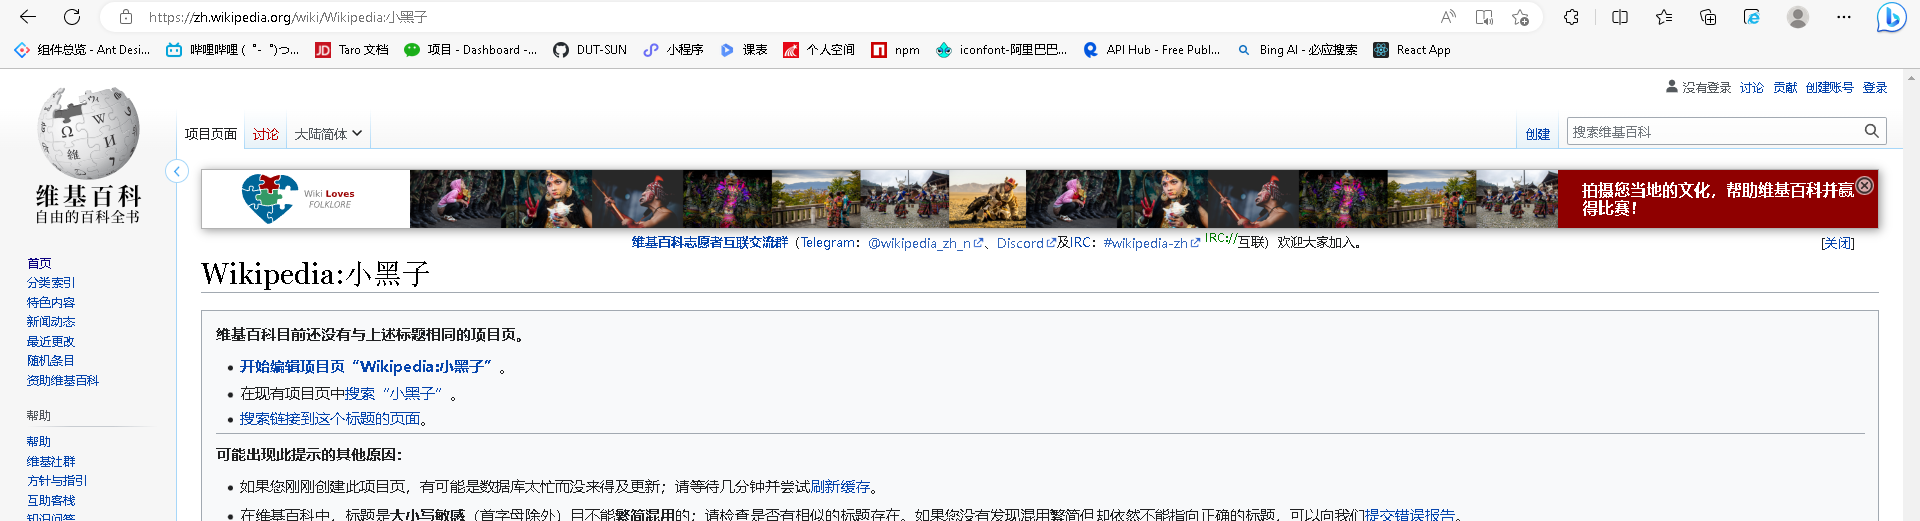 https://zh.wikipedia.org/wiki/Wikipedia:小黑子
组件总览 - Ant Desi... 哔哩哔哩 (゜-゜)つ... Taro 文档 项目 - Dashboard -... DUT-SUN 小程序 课表 个人空间 npm iconfont-阿里巴巴... API Hub - Free Publ... Bing AI - 必应搜索 React App
没有登录 讨论 贡献 创建账号 登录
项目页面 讨论 大陆简体 创建 搜索维基百科
维基百科
自由的百科全书
Wiki Loves
FOLKLORE
拍摄您当地的文化，帮助维基百科并赢
得比赛！
维基百科志愿者互联交流群（Telegram：@wikipedia_zh_n、Discord及IRC：#wikipedia-zh IRC://互联）欢迎大家加入。 [关闭]
Wikipedia:小黑子
首页
分类索引
特色内容
新闻动态
最近更改
随机条目
资助维基百科
帮助
帮助
维基社群
方针与指引
互助客栈
知识问答
维基百科目前还没有与上述标题相同的项目页。
开始编辑项目页“Wikipedia:小黑子”。
在现有项目页中搜索“小黑子”。
搜索链接到这个标题的页面。
可能出现此提示的其他原因：
如果您刚刚创建此项目页，有可能是数据库太忙而没来得及更新；请等待几分钟并尝试刷新缓存。
在维基百科中，标题是大小写敏感（首字母除外）且不能繁简混用的；请检查是否有相似的标题存在。如果您没有发现混用繁简但却依然不能指向正确的标题，可以向我们提交错误报告。